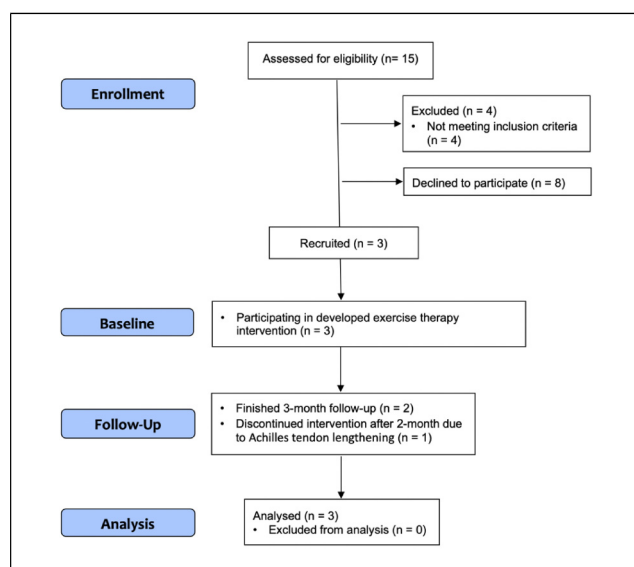 Assessed for eligibility (n= 15)
Enrollment
Excluded (n = 4)
• Not meeting inclusion criteria
(n = 4)
Declined to participate (n = 8)
Recruited (n = 3)
Baseline
• Participating in developed exercise therapy
intervention (n = 3)
Follow-Up
• Finished 3-month follow-up (n = 2)
• Discontinued intervention after 2-month due
to Achilles tendon lengthening (n = 1)
Analysis
Analysed (n = 3)
• Excluded from analysis (n = 0)